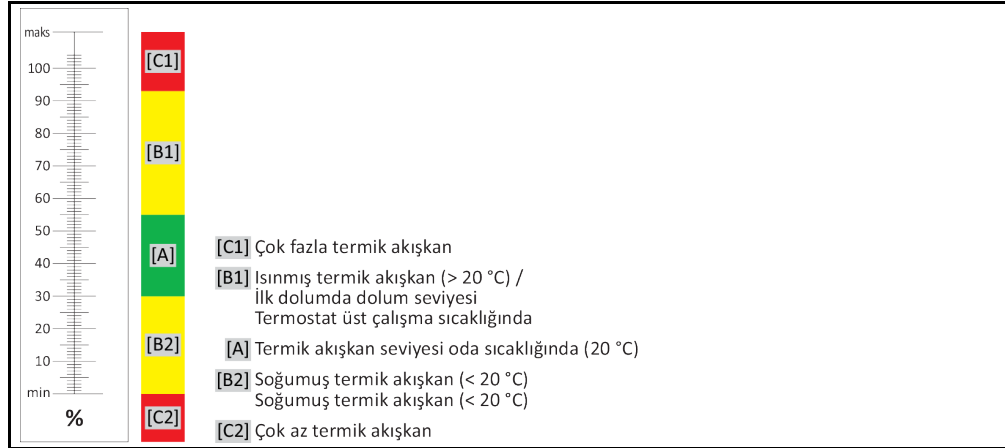 maks
100
90
80
70
60
50
40
30
20
10
min
%
[C1]
[B1]
[A]
[B2]
[C2]
[C1] Çok fazla termik akışkan
[B1] Isınmış termik akışkan (> 20 °C) /
İlk dolumda dolum seviyesi
Termostat üst çalışma sıcaklığında
[A] Termik akışkan seviyesi oda sıcaklığında (20 °C)
[B2] Soğumuş termik akışkan (< 20 °C)
Soğumuş termik akışkan (< 20 °C)
[C2] Çok az termik akışkan